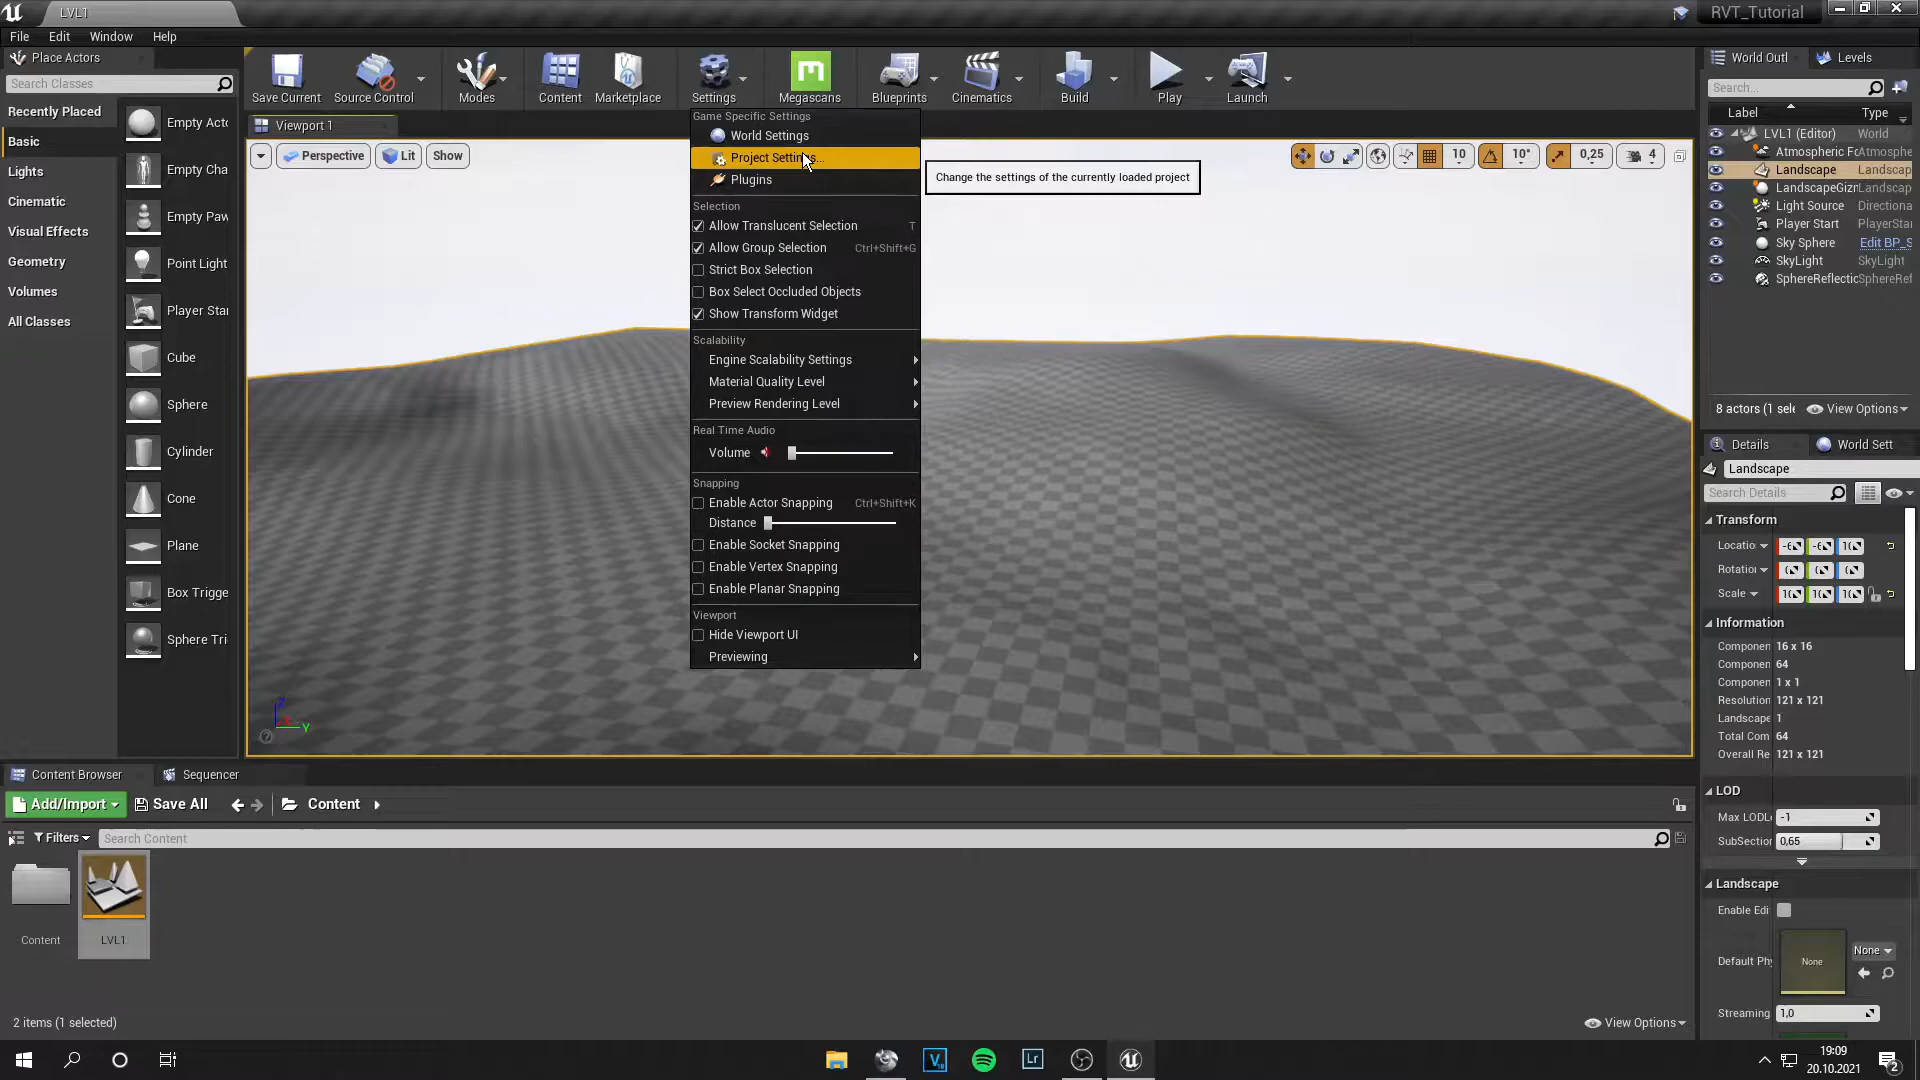 LVL1
RVT_Tutorial
File Edit Window Help
Place Actors
Search Classes
Recently Placed
Basic
Lights
Cinematic
Visual Effects
Geometry
Volumes
All Classes
Empty Acto
Empty Cha
Empty Paw
Point Light
Player Star
Cube
Sphere
Cylinder
Cone
Plane
Box Trigge
Sphere Tri
Save Current
Source Control
Modes
Content
Marketplace
Settings
Megascans
Blueprints
Cinematics
Build
Play
Launch
Viewport 1
Perspective
Lit
Show
10
10°
0,25
4
Game Specific Settings
World Settings
Project Settings...
Plugins
Change the settings of the currently loaded project
Selection
Allow Translucent Selection T
Allow Group Selection Ctrl+Shift+G
Strict Box Selection
Box Select Occluded Objects
Show Transform Widget
Scalability
Engine Scalability Settings
Material Quality Level
Preview Rendering Level
Real Time Audio
Volume
Snapping
Enable Actor Snapping Ctrl+Shift+K
Distance
Enable Socket Snapping
Enable Vertex Snapping
Enable Planar Snapping
Viewport
Hide Viewport UI
Previewing
Z
X
Y
World Outl
Levels
Search...
Label Type
LVL1 (Editor) World
Atmospheric Fo
Landscape Landscap
LandscapeGizm Landscap
Light Source Directiona
Player Start PlayerStar
Sky Sphere Edit BP_S
SkyLight SkyLight
SphereReflectic SphereRef
8 actors (1 sele View Options
Details
World Sett
Landscape
Search Details
Transform
Locatio
Rotation
Scale
Information
Componen 16 x 16
Componen 64
Componen 1 x 1
Resolution 121 x 121
Landscape 1
Total Com 64
Overall Re 121 x 121
LOD
Max LODL -1
SubSection 0,65
Landscape
Enable Edi
Default Phy None None
Streaming 1,0
Content Browser
Sequencer
Add/Import Save All Content
Filters Search Content
Content
LVL1
2 items (1 selected)
View Options
Lr
19:09
20.10.2021
2